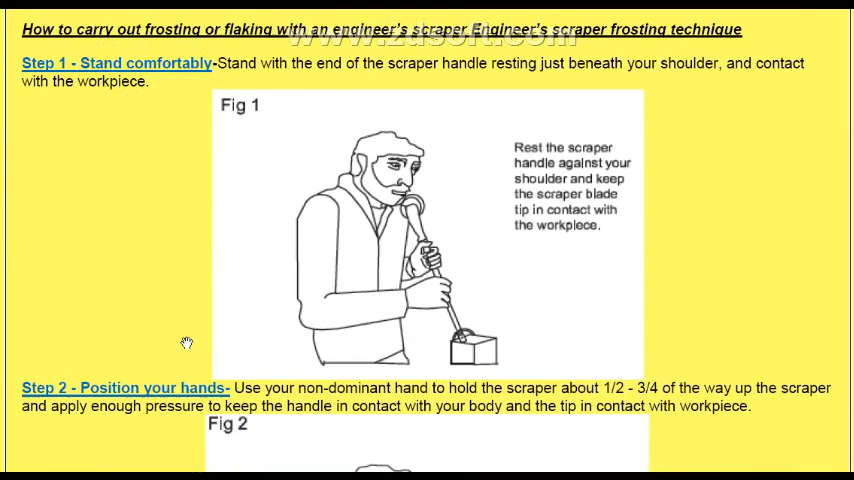 How to carry out frosting or flaking with an engineer's scraper Engineer's scraper frosting technique
www.zdsoft.com
Step 1 - Stand comfortably-Stand with the end of the scraper handle resting just beneath your shoulder, and contact
with the workpiece.
Fig 1
Rest the scraper
handle against your
shoulder and keep
the scraper blade
tip in contact with
the workpiece.
Step 2 - Position your hands- Use your non-dominant hand to hold the scraper about 1/2 - 3/4 of the way up the scraper
and apply enough pressure to keep the handle in contact with your body and the tip in contact with workpiece.
Fig 2